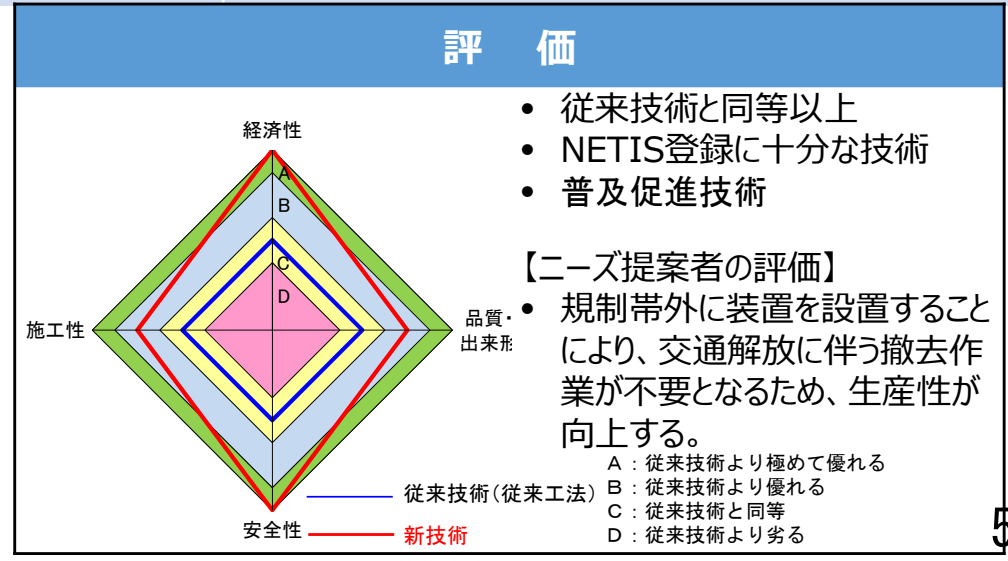 評 価
経済性
A
B
C
D
施工性
品質・
出来形
安全性
従来技術(従来工法)
新技術
• 従来技術と同等以上
• NETIS登録に十分な技術
• 普及促進技術
【ニーズ提案者の評価】
• 規制帯外に装置を設置すること
により、交通解放に伴う撤去作
業が不要となるため、生産性が
向上する。
A：従来技術より極めて優れる
B：従来技術より優れる
C：従来技術と同等
D：従来技術より劣る
5